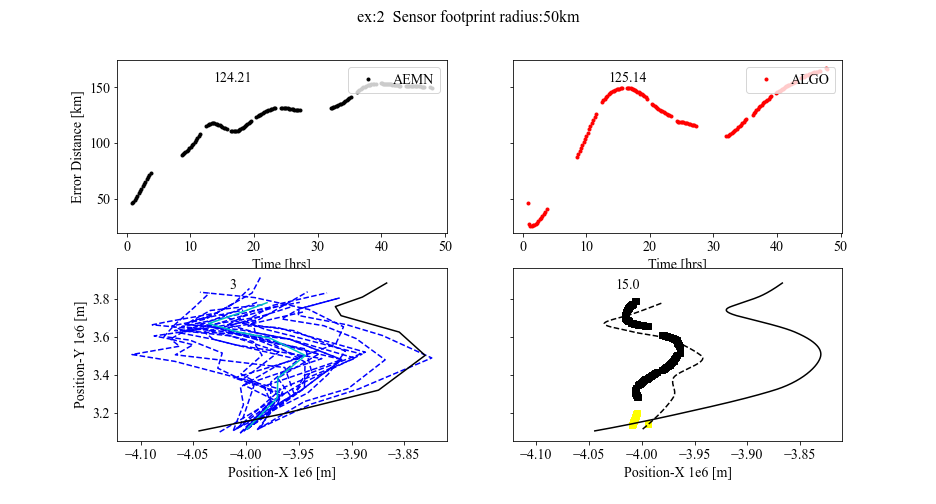 ex:2  Sensor footprint radius:50km
124.21
AEMN
Error Distance [km]
150
100
50
0 10 20 30 40 50
Time [hrs]
125.14
ALGO
0 10 20 30 40 50
Time [hrs]
3
Position-Y 1e6 [m]
3.8
3.6
3.4
3.2
−4.10 −4.05 −4.00 −3.95 −3.90 −3.85
Position-X 1e6 [m]
15.0
−4.10 −4.05 −4.00 −3.95 −3.90 −3.85
Position-X 1e6 [m]